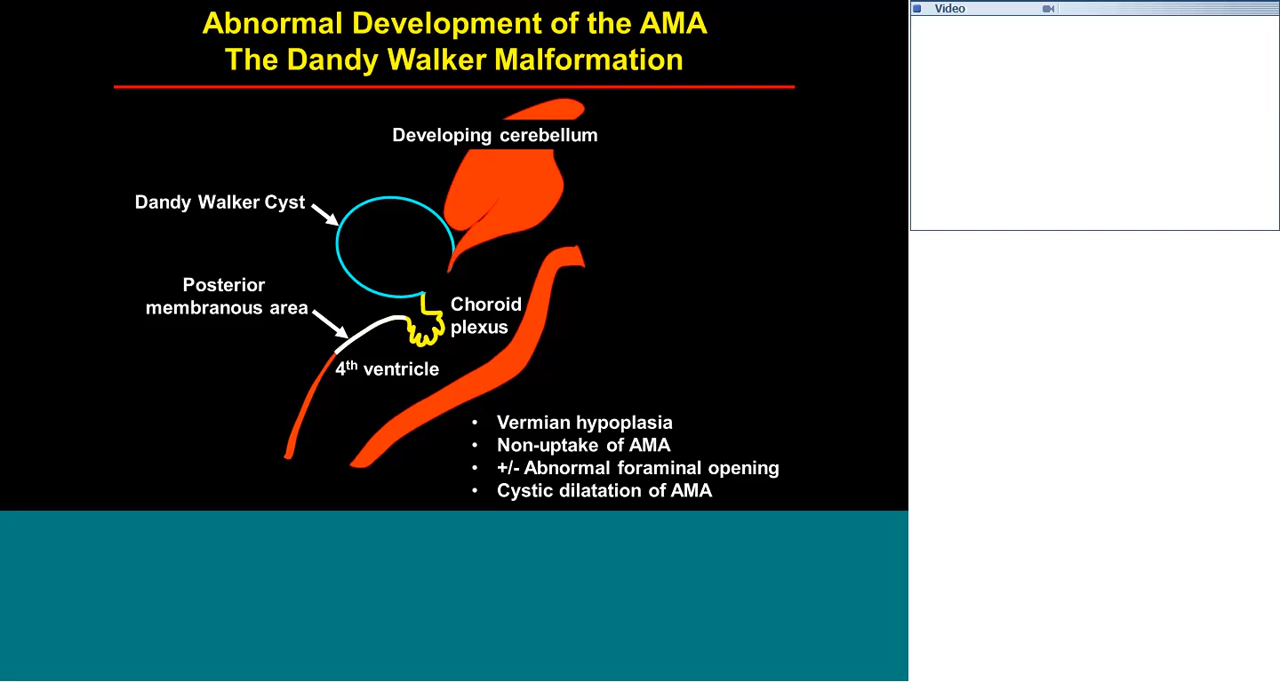 Abnormal Development of the AMA
The Dandy Walker Malformation
Developing cerebellum
Dandy Walker Cyst
Posterior
membranous area
Choroid
plexus
4th ventricle
• Vermian hypoplasia
• Non-uptake of AMA
• +/- Abnormal foraminal opening
• Cystic dilatation of AMA
Video